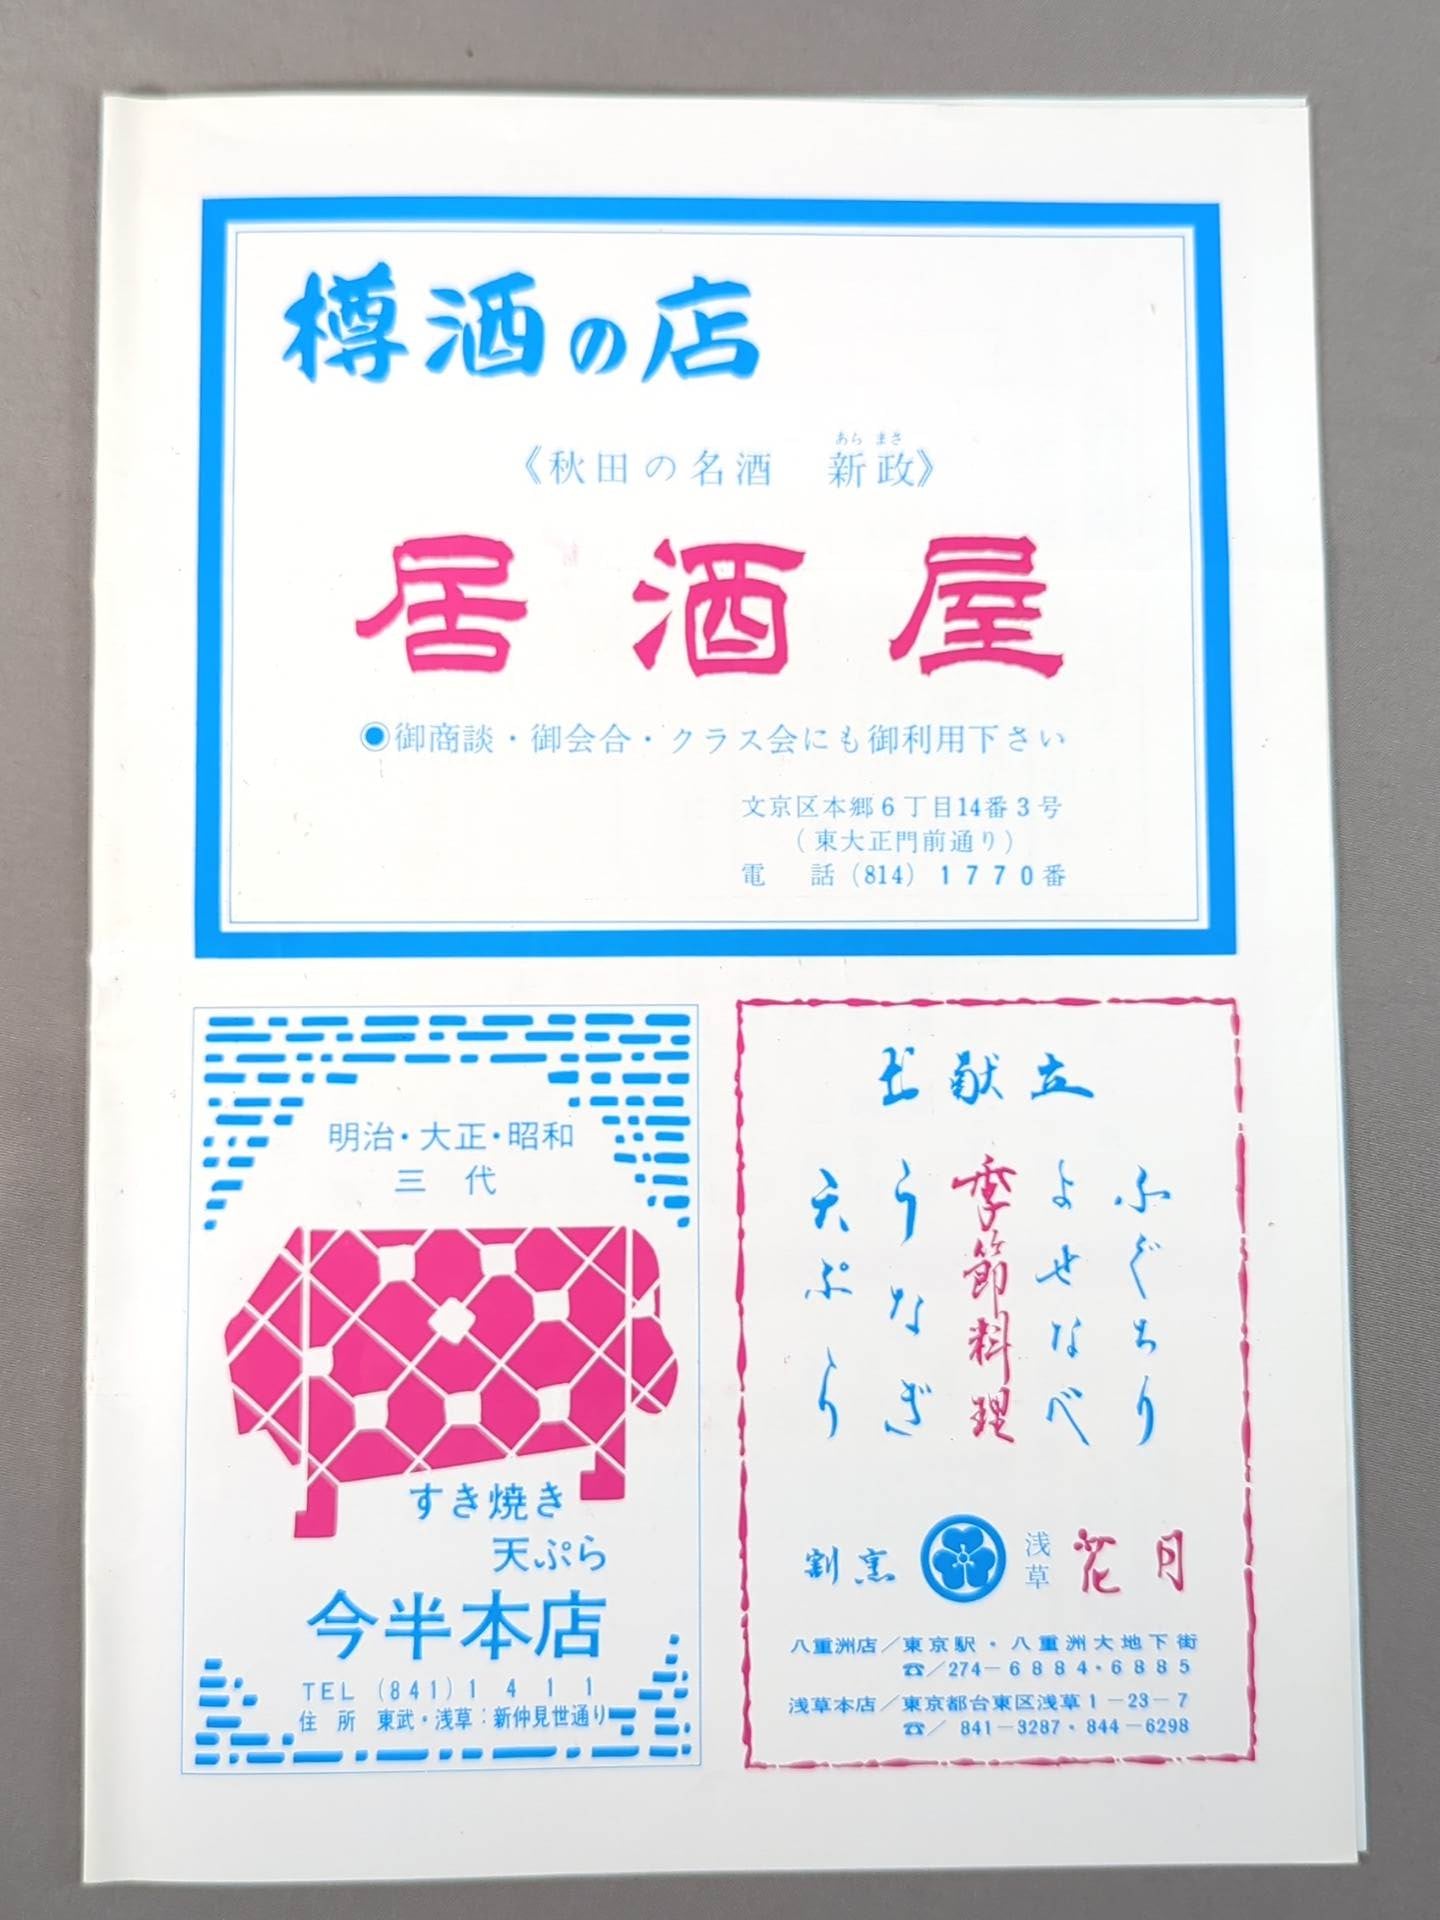 樽酒の店
《秋田の名酒　新政》
あら まさ
居酒屋
◉御商談・御会合・クラス会にも御利用下さい
文京区本郷6丁目14番3号
(東大正門前通り)
電　話(814) 1770番
明治・大正・昭和
三　代
すき焼き
天ぷら
今半本店
TEL (841) 1411
住所　東武・浅草:新仲見世通り
献立
ふぐちり
よせなべ
季節料理
うなぎ
天ぷら
割烹
浅草
花月
八重洲店/東京駅・八重洲大地下街
☎/274-6884・6885
浅草本店/東京都台東区浅草1-23-7
☎/841-3287・844-6298